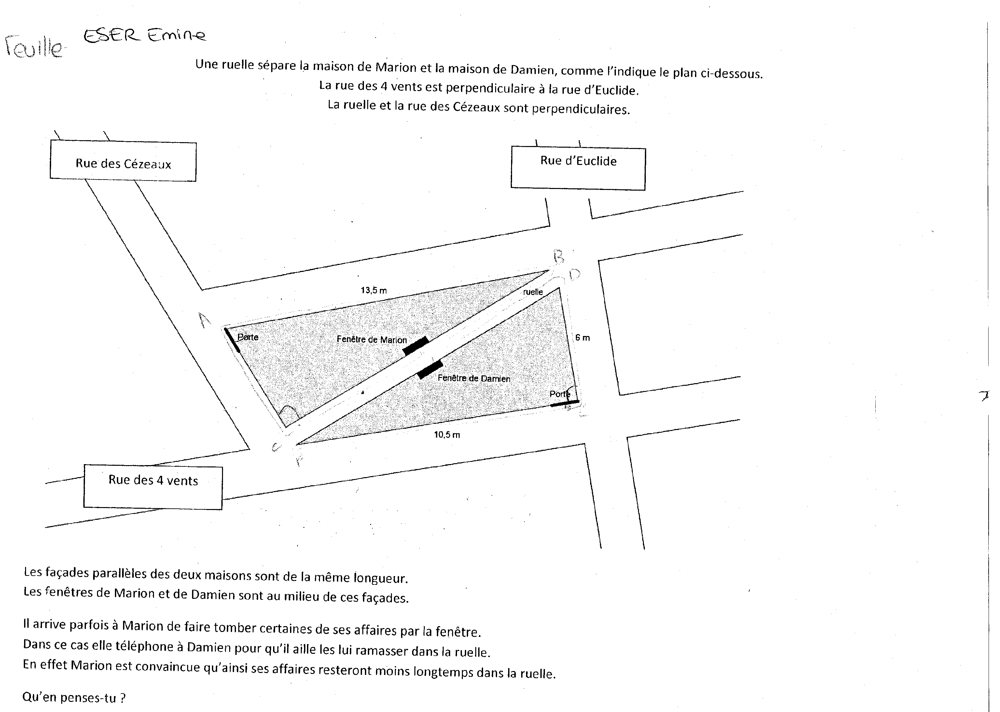 Feuille ESER Emine
Une ruelle sépare la maison de Marion et la maison de Damien, comme l'indique le plan ci-dessous.
La rue des 4 vents est perpendiculaire à la rue d'Euclide.
La ruelle et la rue des Cézeaux sont perpendiculaires.
Rue des Cézeaux
Rue d'Euclide
B
D
13,5 m
ruelle
A
Porte
Fenêtre de Marion
6 m
Fenêtre de Damien
Porte
10,5 m
C
F
Rue des 4 vents
Les façades parallèles des deux maisons sont de la même longueur.
Les fenêtres de Marion et de Damien sont au milieu de ces façades.
Il arrive parfois à Marion de faire tomber certaines de ses affaires par la fenêtre.
Dans ce cas elle téléphone à Damien pour qu'il aille les lui ramasser dans la ruelle.
En effet Marion est convaincue qu'ainsi ses affaires resteront moins longtemps dans la ruelle.
Qu'en penses-tu ?